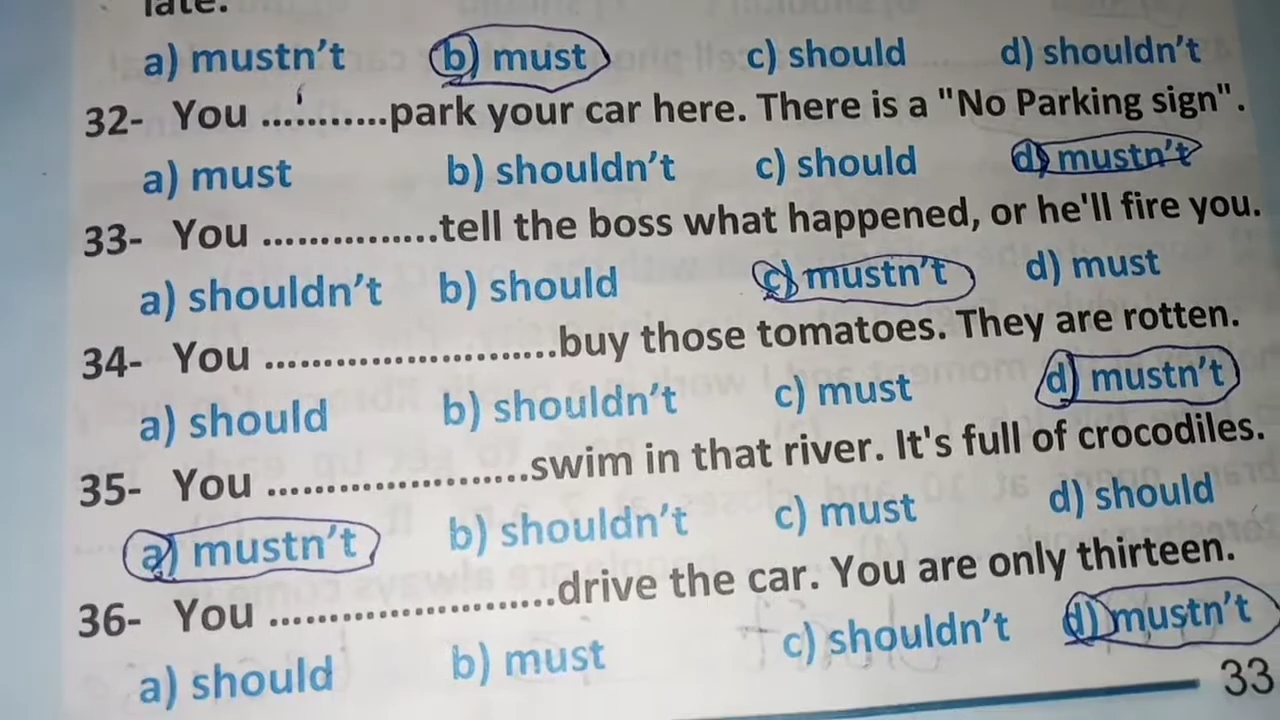 late.
a) mustn't b) must c) should d) shouldn't
32- You ...........park your car here. There is a "No Parking sign".
a) must b) shouldn't c) should d) mustn't
33- You ...............tell the boss what happened, or he'll fire you.
a) shouldn't b) should c) mustn't d) must
34- You .........................buy those tomatoes. They are rotten.
a) should b) shouldn't c) must d) mustn't
35- You .......................swim in that river. It's full of crocodiles.
a) mustn't b) shouldn't c) must d) should
36- You .........................drive the car. You are only thirteen.
a) should b) must c) shouldn't d) mustn't
33